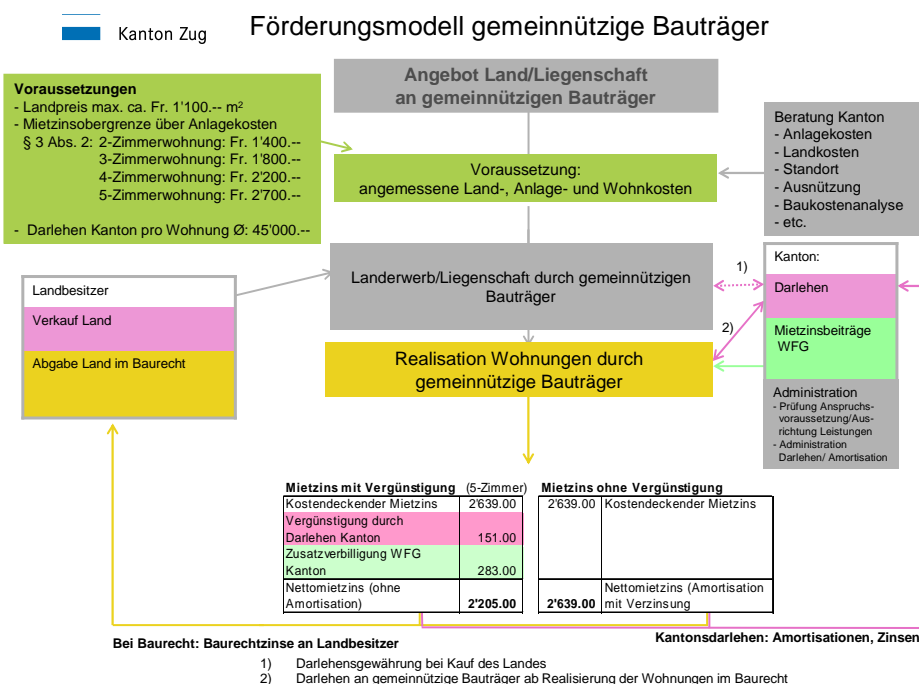 Kanton Zug
Förderungsmodell gemeinnützige Bauträger
Voraussetzungen
- Landpreis max. ca. Fr. 1'100.-- m²
- Mietzinsobergrenze über Anlagekosten
§ 3 Abs. 2: 2-Zimmerwohnung: Fr. 1'400.--
3-Zimmerwohnung: Fr. 1'800.--
4-Zimmerwohnung: Fr. 2'200.--
5-Zimmerwohnung: Fr. 2'700.--
- Darlehen Kanton pro Wohnung Ø: 45'000.--
Angebot Land/Liegenschaft
an gemeinnützigen Bauträger
Voraussetzung:
angemessene Land-, Anlage- und Wohnkosten
Beratung Kanton
- Anlagekosten
- Landkosten
- Standort
- Ausnützung
- Baukostenanalyse
- etc.
Landbesitzer
Verkauf Land
Abgabe Land im Baurecht
Landerwerb/Liegenschaft durch gemeinnützigen
Bauträger
1)
2)
Kanton:
Darlehen
Mietzinsbeiträge
WFG
Administration
- Prüfung Anspruchs-
voraussetzung/Aus-
richtung Leistungen
- Administration
Darlehen/ Amortisation
Realisation Wohnungen durch
gemeinnützige Bauträger
Mietzins mit Vergünstigung (5-Zimmer) Mietzins ohne Vergünstigung
Kostendeckender Mietzins 2'639.00 2'639.00 Kostendeckender Mietzins
Vergünstigung durch
Darlehen Kanton 151.00
Zusatzverbilligung WFG
Kanton 283.00
Nettomietzins (ohne Nettomietzins (Amortisation
Amortisation) 2'205.00 2'639.00 mit Verzinsung
Bei Baurecht: Baurechtzinse an Landbesitzer
Kantonsdarlehen: Amortisationen, Zinsen
1) Darlehensgewährung bei Kauf des Landes
2) Darlehen an gemeinnützige Bauträger ab Realisierung der Wohnungen im Baurecht